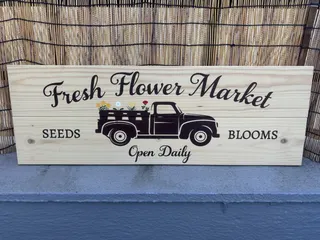 Fresh Flower Market
SEEDS BLOOMS
Open Daily